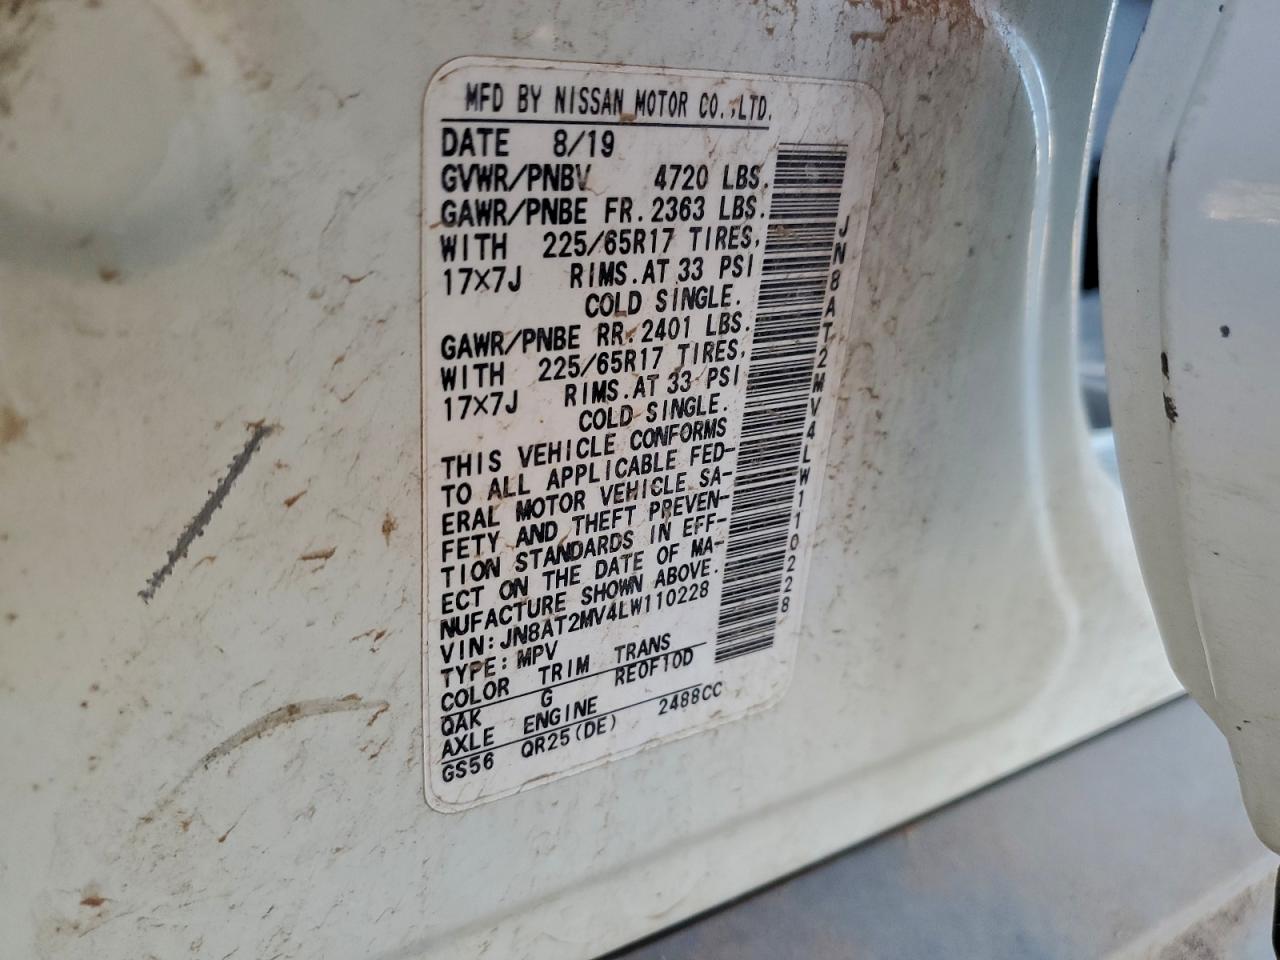 MFD BY NISSAN MOTOR CO.,LTD.
DATE 8/19
GVWR/PNBV 4720 LBS.
GAWR/PNBE FR.2363 LBS.
WITH 225/65R17 TIRES,
17×7J RIMS.AT 33 PSI
COLD SINGLE.
GAWR/PNBE RR.2401 LBS.
WITH 225/65R17 TIRES,
17×7J RIMS.AT 33 PSI
COLD SINGLE.
THIS VEHICLE CONFORMS
TO ALL APPLICABLE FED-
ERAL MOTOR VEHICLE SA-
FETY AND THEFT PREVEN-
TION STANDARDS IN EFF-
ECT ON THE DATE OF MA-
NUFACTURE SHOWN ABOVE.
VIN:JN8AT2MV4LW110228
TYPE:MPV
COLOR TRIM TRANS
QAK G RE0F10D
AXLE ENGINE
GS56 QR25(DE) 2488CC
JN8AT2MV4LW110228